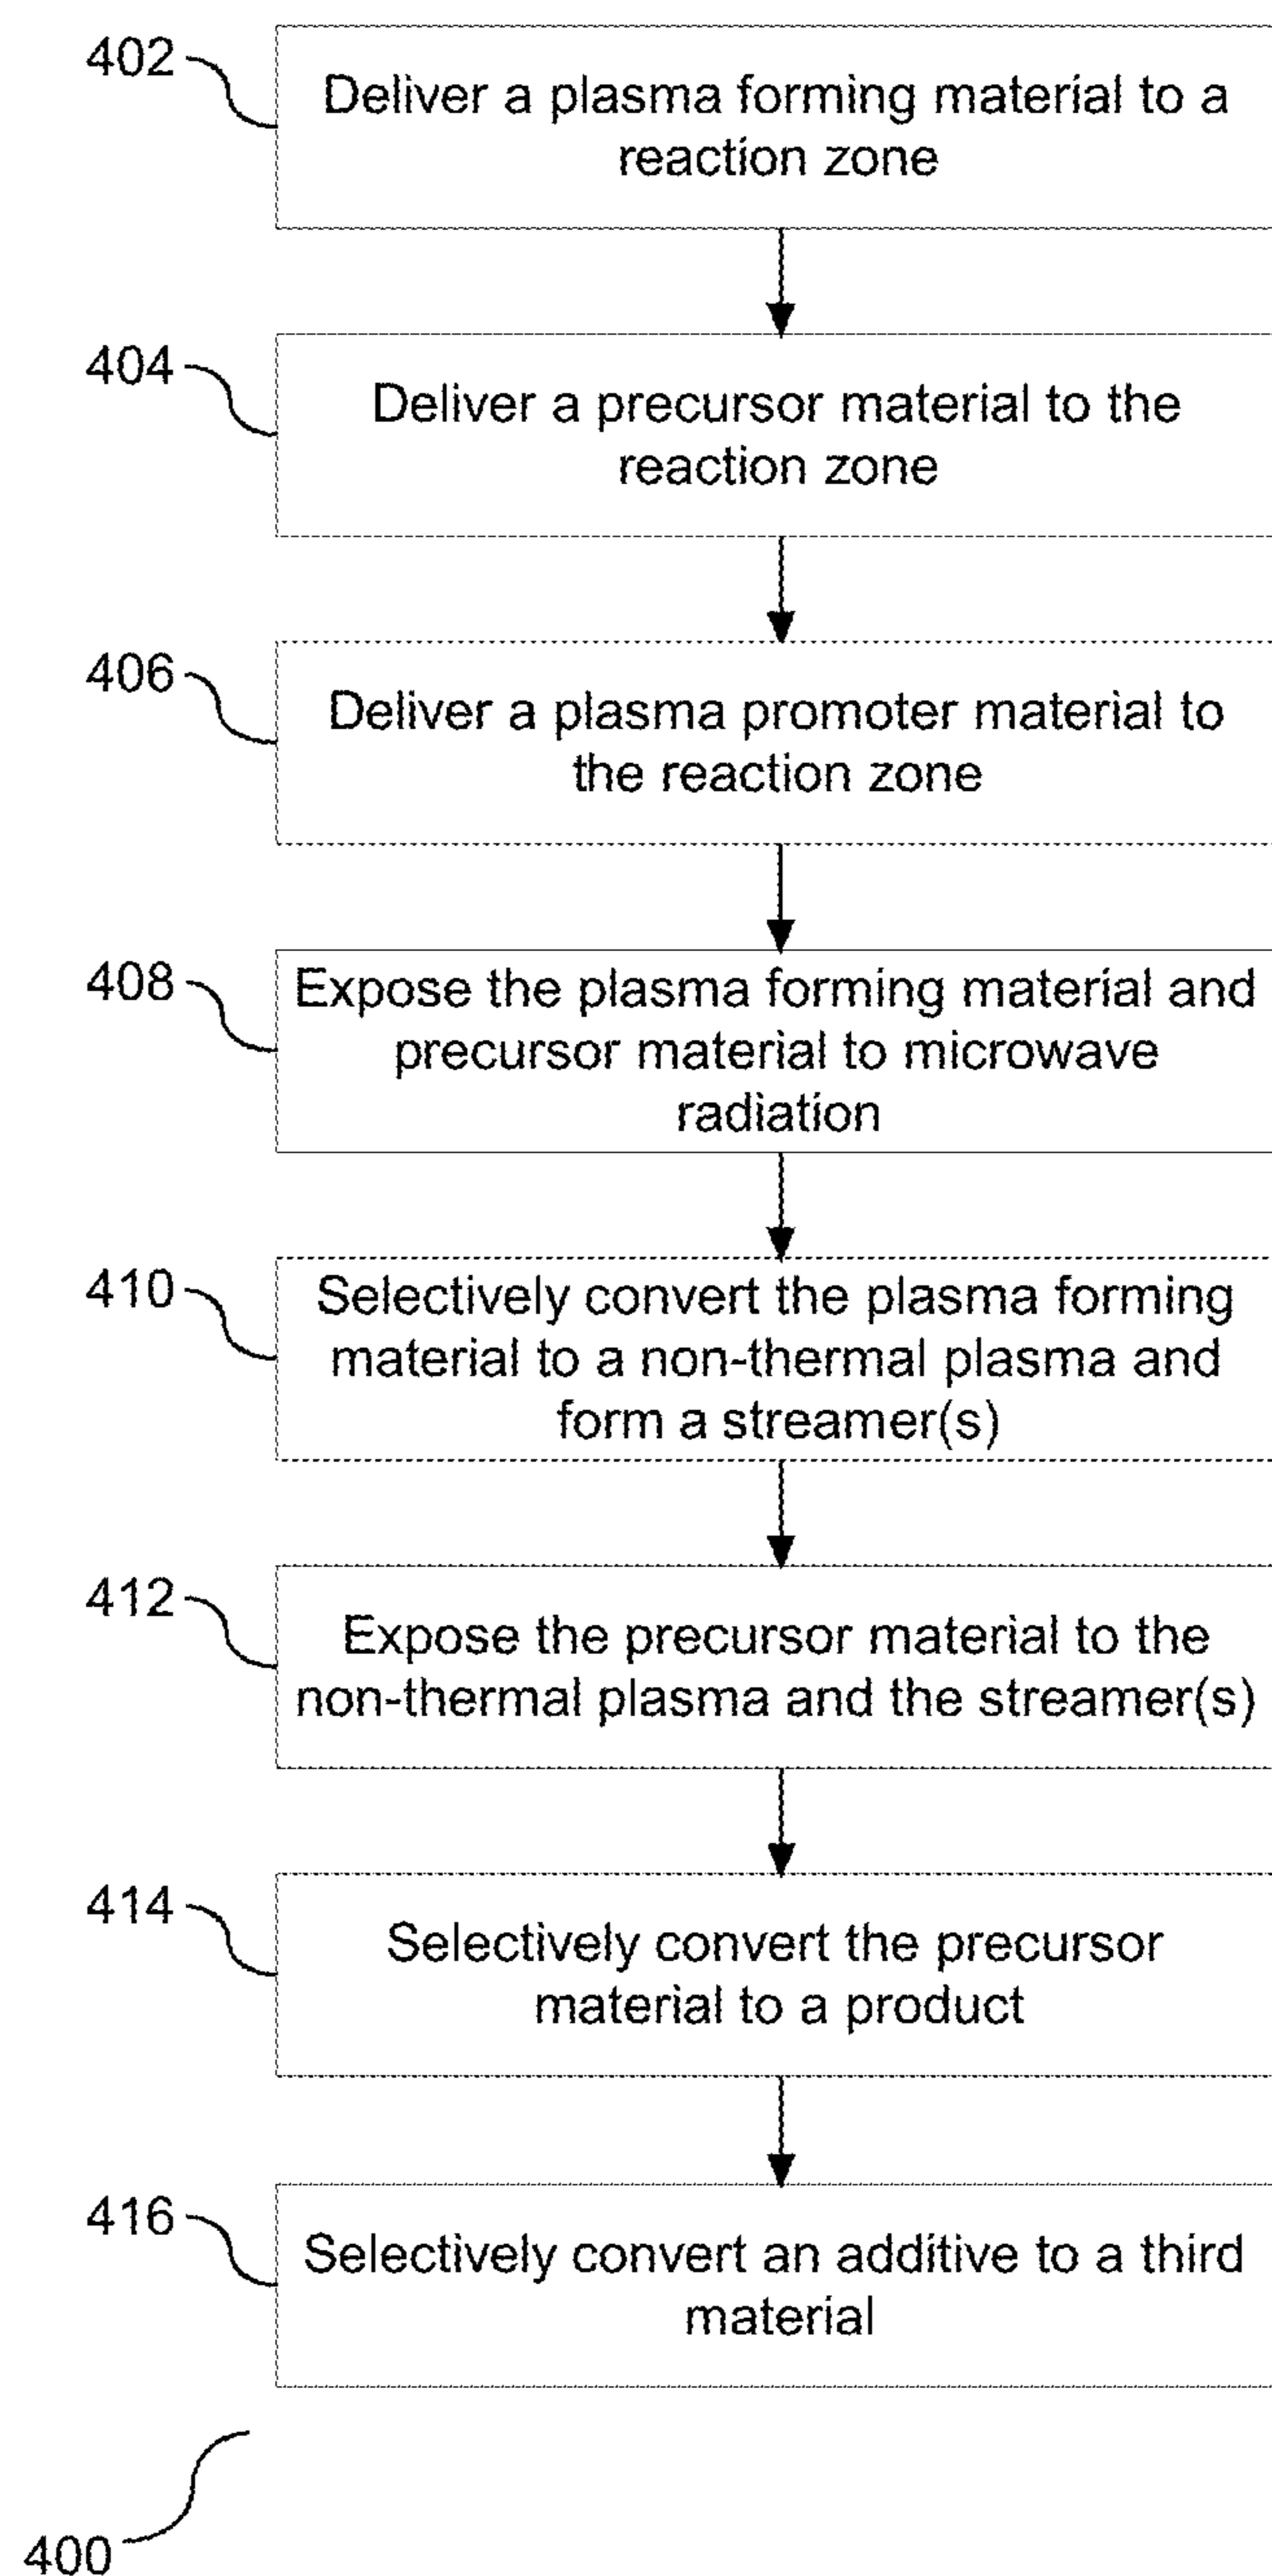 402
Deliver a plasma forming material to a
reaction zone
404
Deliver a precursor material to the
reaction zone
406
Deliver a plasma promoter material to
the reaction zone
408
Expose the plasma forming material and
precursor material to microwave
radiation
410
Selectively convert the plasma forming
material to a non-thermal plasma and
form a streamer(s)
412
Expose the precursor material to the
non-thermal plasma and the streamer(s)
414
Selectively convert the precursor
material to a product
416
Selectively convert an additive to a third
material
400